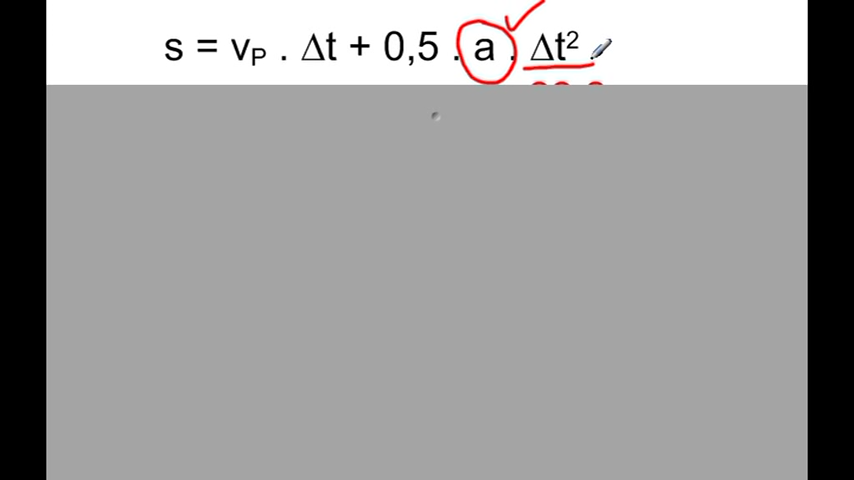 s = vₚ . Δt + 0,5 . a . Δt² .